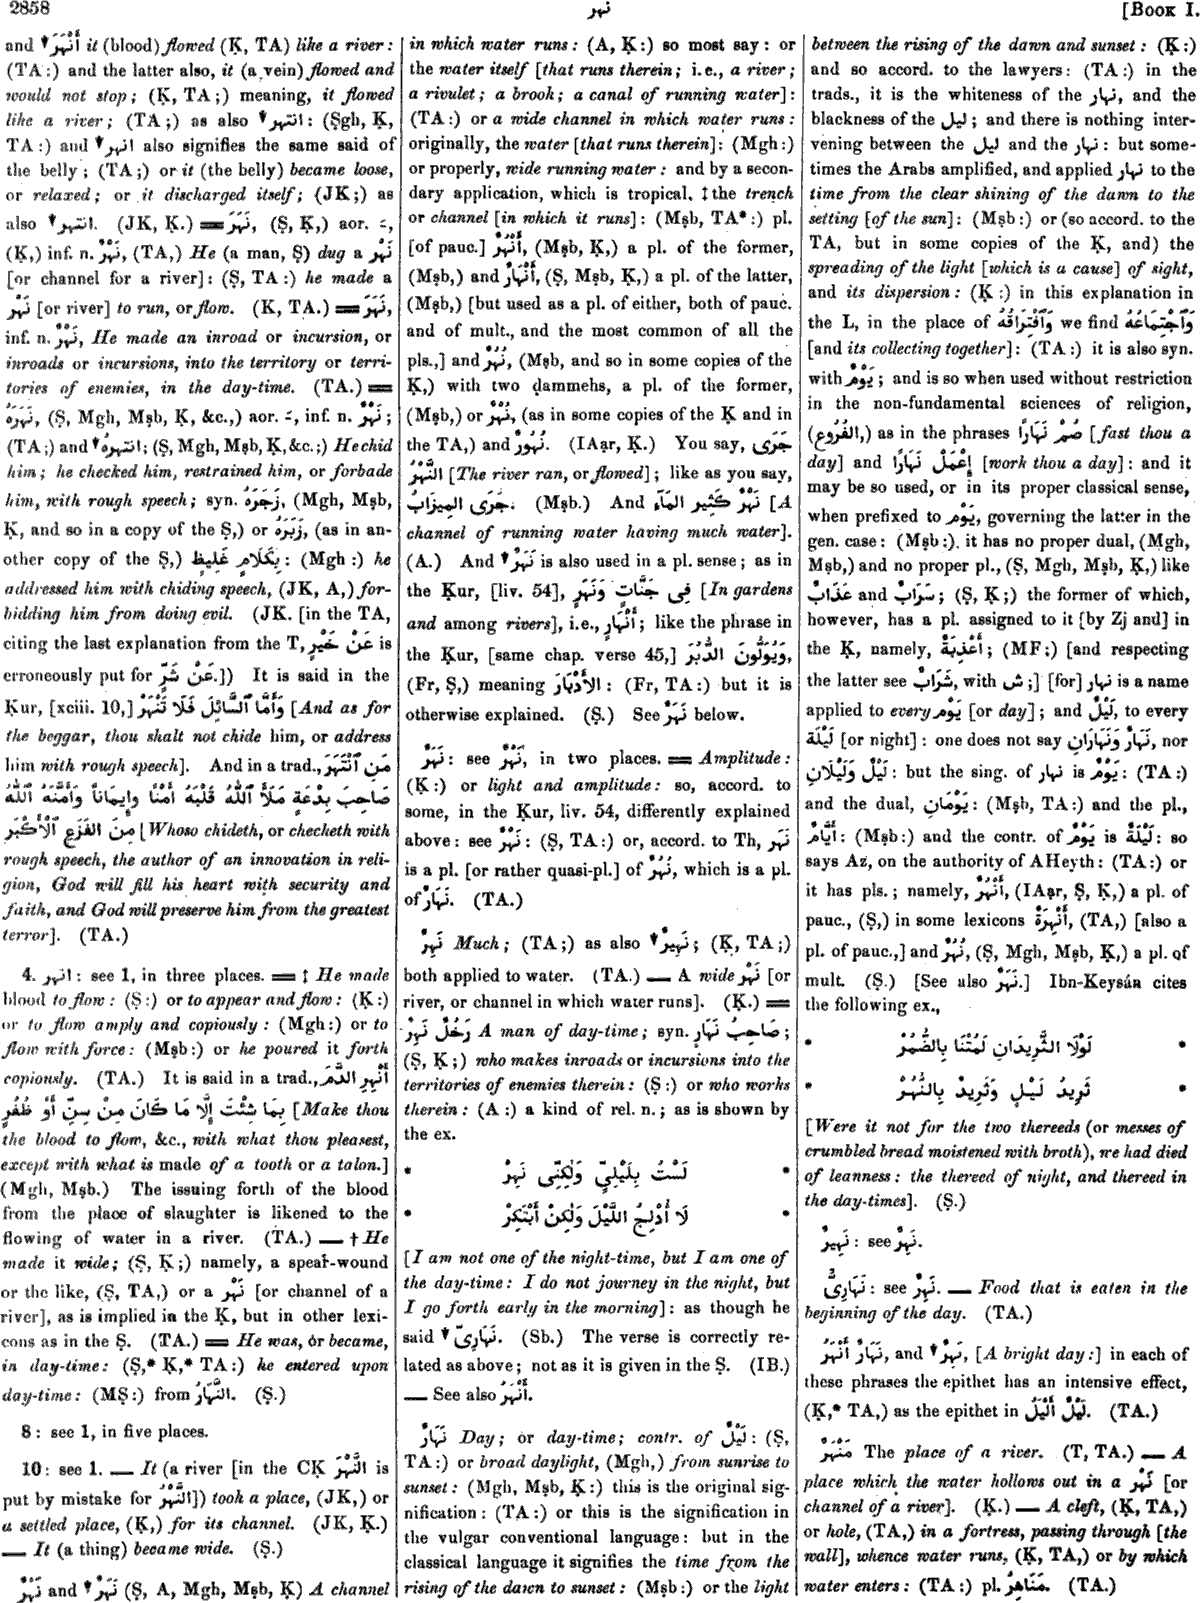 2858
نهر
[BOOK I.
and ↑ أَنْهَرَ it (blood) flowed (Ḳ, TA) like a river:
(TA:) and the latter also, it (a vein) flowed and
would not stop; (Ḳ, TA;) meaning, it flowed
like a river; (TA;) as also ↑ انتهر: (Ṣgh, Ḳ,
TA:) and ↑ انهر also signifies the same said of
the belly; (TA;) or it (the belly) became loose,
or relaxed; or it discharged itself; (JK;) as
also ↑ انتهر. (JK, Ḳ.) ═ نَهَرَ, (Ṣ, Ḳ,) aor. ـَ,
(Ḳ,) inf. n. نَهْرٌ, (TA,) He (a man, Ṣ) dug a نَهْر
[or channel for a river]: (Ṣ, TA:) he made a
نَهْر [or river] to run, or flow. (K, TA.) ═ نَهَرَ,
inf. n. نَهْرٌ, He made an inroad or incursion, or
inroads or incursions, into the territory or terri-
tories of enemies, in the day-time. (TA.) ═
نَهَرَهُ, (Ṣ, Mgh, Mṣb, Ḳ, &c.,) aor. ـَ, inf. n. نَهْرٌ;
(TA;) and ↑ انتهرهُ; (Ṣ, Mgh, Mṣb, Ḳ, &c.;) He chid
him; he checked him, restrained him, or forbade
him, with rough speech; syn. زَجَرَهُ, (Mgh, Mṣb,
Ḳ, and so in a copy of the Ṣ,) or زَبَرَهُ, (as in an-
other copy of the Ṣ,) بِكَلَامٍ غَلِيظٍ: (Mgh:) he
addressed him with chiding speech, (JK, A,) for-
bidding him from doing evil. (JK. [in the TA,
citing the last explanation from the T, عَنْ خَيْرٍ is
erroneously put for عَنْ شَرٍّ.]) It is said in the
Ḳur, [xciii. 10,] وَأَمَّا ٱلسَّائِلَ فَلَا تَنْهَرْ [And as for
the beggar, thou shalt not chide him, or address
him with rough speech]. And in a trad., مَنِ ٱنْتَهَرَ
صَاحِبَ بِدْعَةٍ مَلَأَ ٱللّٰهُ قَلْبَهُ أَمْنًا وإِيمَاناً وَأَمَّنَهُ ٱللّٰهُ
مِنَ الفَزَعِ ٱلْأَكْبَرِ [Whoso chideth, or checketh with
rough speech, the author of an innovation in reli-
gion, God will fill his heart with security and
faith, and God will preserve him from the greatest
terror]. (TA.)
4. انهر: see 1, in three places. ═ ‡ He made
blood to flow: (Ṣ:) or to appear and flow: (Ḳ:)
or to flow amply and copiously: (Mgh:) or to
flow with force: (Mṣb:) or he poured it forth
copiously. (TA.) It is said in a trad., أَنْهِرِ الدَّمَ
بِمَا شِئْتَ إِلَّا مَا كَانَ مِنْ سِنٍّ أَوْ ظُفُرٍ [Make thou
the blood to flow, &c., with what thou pleasest,
except with what is made of a tooth or a talon.]
(Mgh, Mṣb.) The issuing forth of the blood
from the place of slaughter is likened to the
flowing of water in a river. (TA.) — † He
made it wide; (Ṣ, Ḳ;) namely, a spear-wound
or the like, (Ṣ, TA,) or a نَهْر [or channel of a
river], as is implied in the Ḳ, but in other lexi-
cons as in the Ṣ. (TA.) ═ He was, or became,
in day-time: (Ṣ,* Ḳ,* TA:) he entered upon
day-time: (MṢ:) from النَّهَارُ. (Ṣ.)
8: see 1, in five places.
10: see 1. — It (a river [in the CḲ النَّهَرَ is
put by mistake for النَّهْرُ]) took a place, (JK,) or
a settled place, (Ḳ,) for its channel. (JK, Ḳ.)
— It (a thing) became wide. (Ṣ.)
نَهْرٌ and ↑ نَهَرٌ (Ṣ, A, Mgh, Mṣb, Ḳ) A channel
in which water runs: (A, Ḳ:) so most say: or
the water itself [that runs therein; i.e., a river;
a rivulet; a brook; a canal of running water]:
(TA:) or a wide channel in which water runs:
originally, the water [that runs therein]: (Mgh:)
or properly, wide running water: and by a secon-
dary application, which is tropical, ‡ the trench
or channel [in which it runs]: (Mṣb, TA*:) pl.
[of pauc.] أَنْهُرٌ, (Mṣb, Ḳ,) a pl. of the former,
(Mṣb,) and أَنْهَارٌ, (Ṣ, Mṣb, Ḳ,) a pl. of the latter,
(Mṣb,) [but used as a pl. of either, both of pauc.
and of mult., and the most common of all the
pls.,] and نُهُرٌ, (Mṣb, and so in some copies of the
Ḳ,) with two ḍammehs, a pl. of the former,
(Mṣb,) or نُهْرٌ, (as in some copies of the Ḳ and in
the TA,) and نُهُورٌ. (IAạr, Ḳ.) You say, جَرَى
النَّهْرُ [The river ran, or flowed]; like as you say,
جَرَى المِيزَابُ. (Mṣb.) And نَهْرٌ كَثِيرُ المَآءِ [A
channel of running water having much water].
(A.) And ↑ نَهَرٌ is also used in a pl. sense; as in
the Ḳur, [liv. 54], فِى جَنَّاتٍ وَنَهَرٍ [In gardens
and among rivers], i.e., أَنْهَارٍ; like the phrase in
the Ḳur, [same chap. verse 45,] وَيُوَلُّونَ الدُّبُرَ,
(Fr, Ṣ,) meaning الأَدْبَارَ: (Fr, TA:) but it is
otherwise explained. (Ṣ.) See نَهَرٌ below.
نَهَرٌ: see نَهْرٌ, in two places. ═ Amplitude:
(Ḳ:) or light and amplitude: so, accord. to
some, in the Ḳur, liv. 54, differently explained
above: see نَهْرٌ: (Ṣ, TA:) or, accord. to Th, نَهَر
is a pl. [or rather quasi-pl.] of نُهُرٌ, which is a pl.
of نَهَارٌ. (TA.)
نَهِرٌ Much; (TA;) as also ↑ نَهِيرٌ; (Ḳ, TA;)
both applied to water. (TA.) — A wide نَهْر [or
river, or channel in which water runs]. (Ḳ.) ═
رَجُلٌ نَهِرٌ A man of day-time; syn. صَاحِبُ نَهَارٍ;
(Ṣ, Ḳ;) who makes inroads or incursions into the
territories of enemies therein: (Ṣ:) or who works
therein: (A:) a kind of rel. n.; as is shown by
the ex.
* لَسْتُ بِلَيْلِيٍّ وَلٰكِنِّى نَهِرْ *
* لَا أُدْلِجُ اللَّيْلَ وَلٰكِنْ أَبْتَكِرْ *
[I am not one of the night-time, but I am one of
the day-time: I do not journey in the night, but
I go forth early in the morning]: as though he
said ↑ نَهَارِىّ. (Sb.) The verse is correctly re-
lated as above; not as it is given in the Ṣ. (IB.)
— See also أَنْهَرُ.
نَهَارٌ Day; or day-time; contr. of لَيْلٌ: (Ṣ,
TA:) or broad daylight, (Mgh,) from sunrise to
sunset: (Mgh, Mṣb, Ḳ:) this is the original sig-
nification: (TA:) or this is the signification in
the vulgar conventional language: but in the
classical language it signifies the time from the
rising of the dawn to sunset: (Mṣb:) or the light
between the rising of the dawn and sunset: (Ḳ:)
and so accord. to the lawyers: (TA:) in the
trads., it is the whiteness of the نهار, and the
blackness of the ليل; and there is nothing inter-
vening between the ليل and the نهار: but some-
times the Arabs amplified, and applied نهار to the
time from the clear shining of the dawn to the
setting [of the sun]: (Mṣb:) or (so accord. to the
TA, but in some copies of the Ḳ, and) the
spreading of the light [which is a cause] of sight,
and its dispersion: (Ḳ:) in this explanation in
the L, in the place of وَٱفْتِرَاقُهُ we find وَٱجْتِمَاعُهُ
[and its collecting together]: (TA:) it is also syn.
with يَوْمٌ; and is so when used without restriction
in the non-fundamental sciences of religion,
(الفُرُوع,) as in the phrases صُمْ نَهَارًا [fast thou a
day] and إِعْمَلْ نَهَارًا [work thou a day]: and it
may be so used, or in its proper classical sense,
when prefixed to يَوْم, governing the latter in the
gen. case: (Mṣb:) it has no proper dual, (Mgh,
Mṣb,) and no proper pl., (Ṣ, Mgh, Mṣb, Ḳ,) like
عَذَابٌ and سَرَابٌ; (Ṣ, Ḳ;) the former of which,
however, has a pl. assigned to it [by Zj and] in
the Ḳ, namely, أَعْذِبَةٌ; (MF;) [and respecting
the latter see شَرَابٌ, with ش;] [for] نهار is a name
applied to every يَوْم [or day]; and لَيْلٌ, to every
لَيْلَة [or night]: one does not say نَهَارٌ وَنَهَارَانِ, nor
لَيْلٌ وَلَيْلَانِ: but the sing. of نهار is يَوْمٌ: (TA:)
and the dual, يَوْمَانِ: (Mṣb, TA:) and the pl.,
أَيَّامٌ: (Mṣb:) and the contr. of يَوْمٌ is لَيْلَةٌ: so
says Az, on the authority of AHeyth: (TA:) or
it has pls.; namely, أَنْهُرٌ, (IAạr, Ṣ, Ḳ,) a pl. of
pauc., (Ṣ,) in some lexicons أَنْهِرَةٌ, (TA,) [also a
pl. of pauc.,] and نُهُرٌ, (Ṣ, Mgh, Mṣb, Ḳ,) a pl. of
mult. (Ṣ.) [See also نَهَرٌ.] Ibn-Keysán cites
the following ex.,
* لَوْلَا الثَّرِيدَانِ لَمُتْنَا بِالضُّمُرْ *
* ثَرِيدُ لَيْلٍ وَثَرِيدٌ بِالنُّهُرْ *
[Were it not for the two thereeds (or messes of
crumbled bread moistened with broth), we had died
of leanness: the thereed of night, and thereed in
the day-times]. (Ṣ.)
نَهِيرٌ: see نَهِرٌ.
نَهَارِىٌّ: see نَهِرٌ. — Food that is eaten in the
beginning of the day. (TA.)
نَهَارٌ أَنْهَرُ, and ↑ نَهِرٌ, [A bright day:] in each of
these phrases the epithet has an intensive effect,
(Ḳ,* TA,) as the epithet in لَيْلٌ أَلْيَلُ. (TA.)
مَنْهَرٌ The place of a river. (T, TA.) — A
place which the water hollows out in a نَهْر [or
channel of a river]. (Ḳ.) — A cleft, (Ḳ, TA,)
or hole, (TA,) in a fortress, passing through [the
wall], whence water runs, (Ḳ, TA,) or by which
water enters: (TA:) pl. مَنَاهِرُ. (TA.)